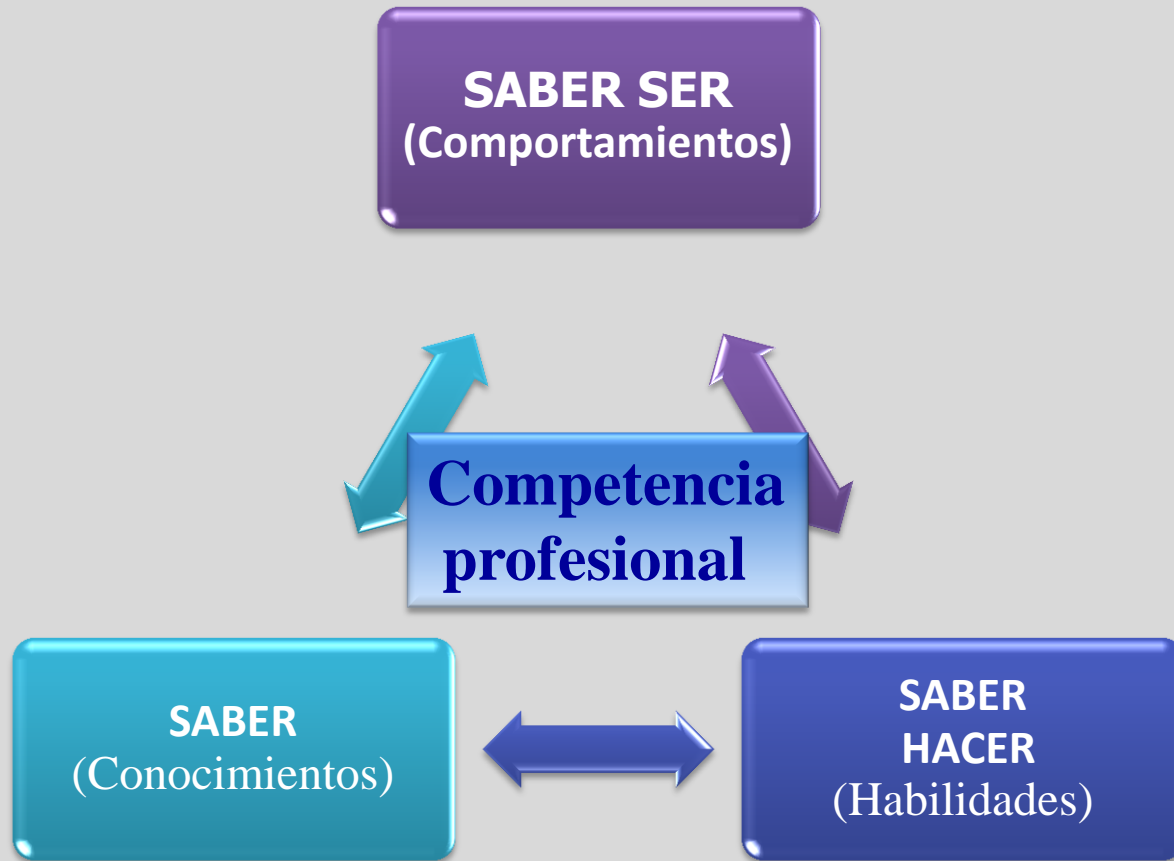 SABER SER
(Comportamientos)
Competencia
profesional
SABER
(Conocimientos)
SABER
HACER
(Habilidades)